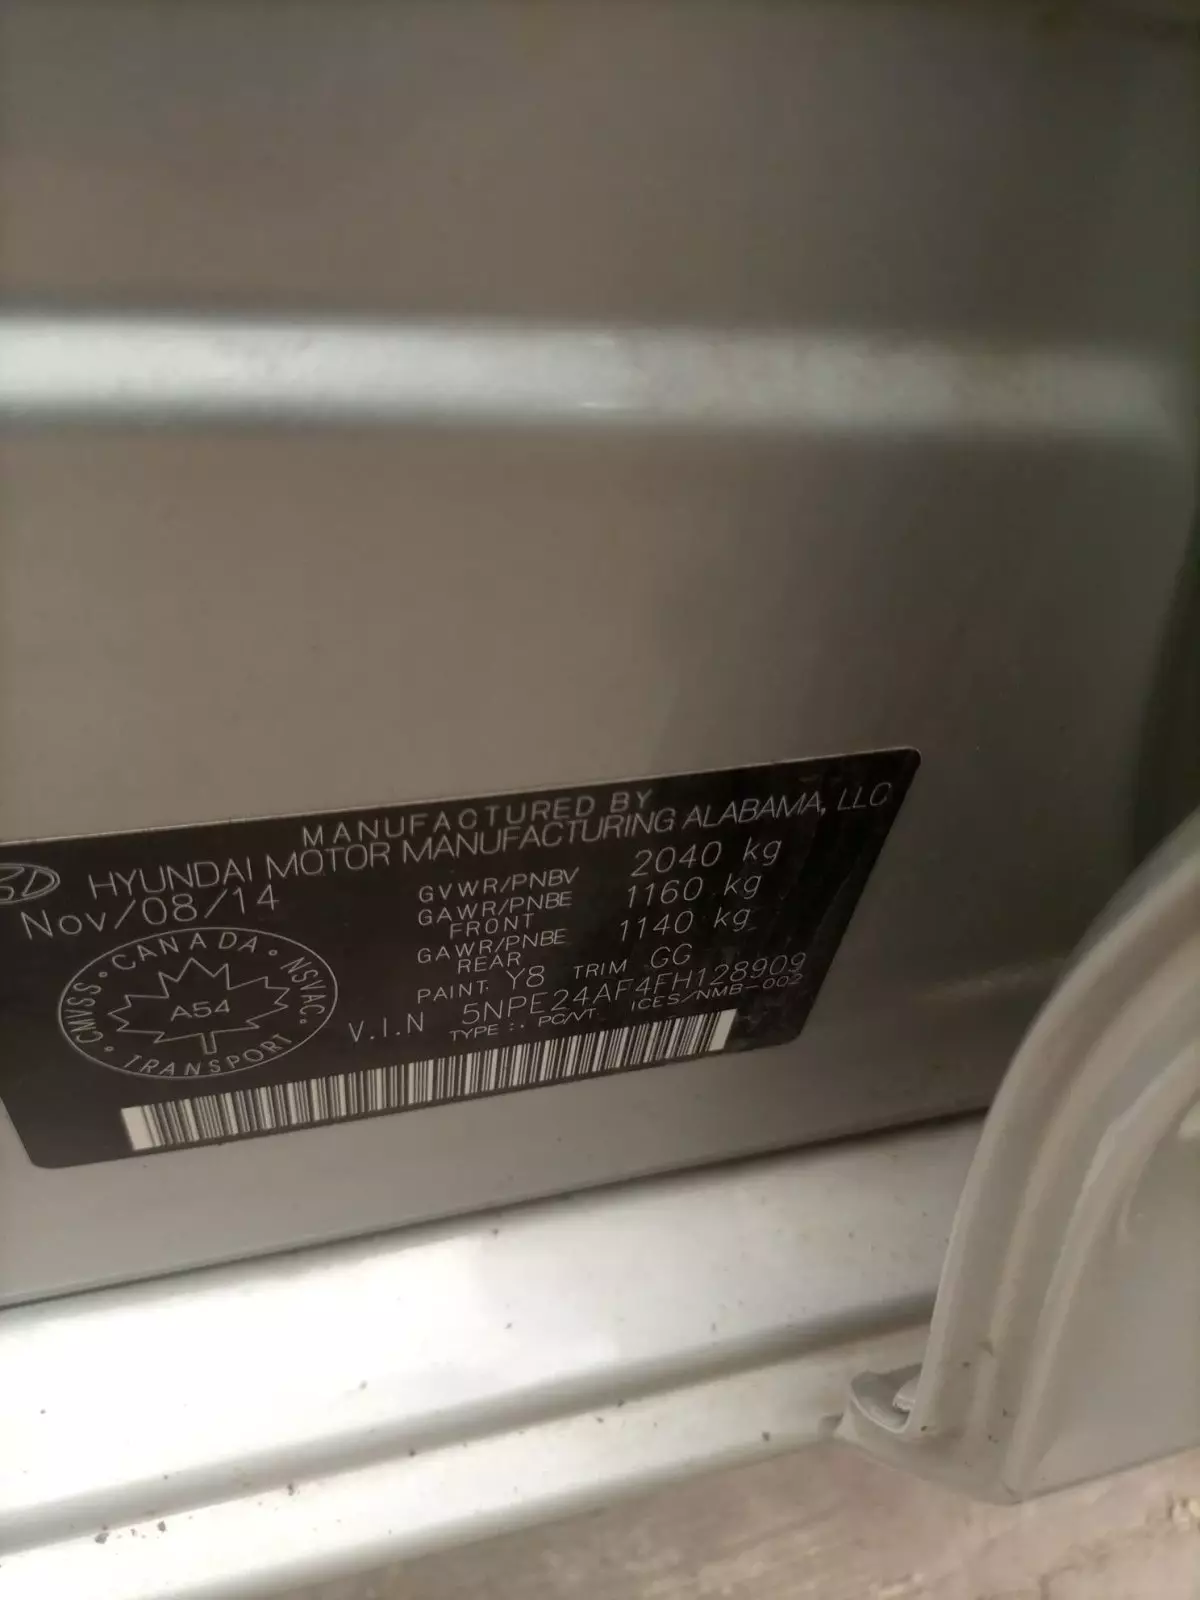 MANUFACTURED BY
HYUNDAI MOTOR MANUFACTURING ALABAMA, LLC
Nov/08/14
GVWR/PNBV 2040 kg
GAWR/PNBE FRONT 1160 kg
GAWR/PNBE REAR 1140 kg
PAINT: Y8 TRIM GG
V.I.N 5NPE24AF4FH128909
TYPE : PC/VT ICES/NMB-002
CANADA
CMVSS NSVAC
A54
TRANSPORT